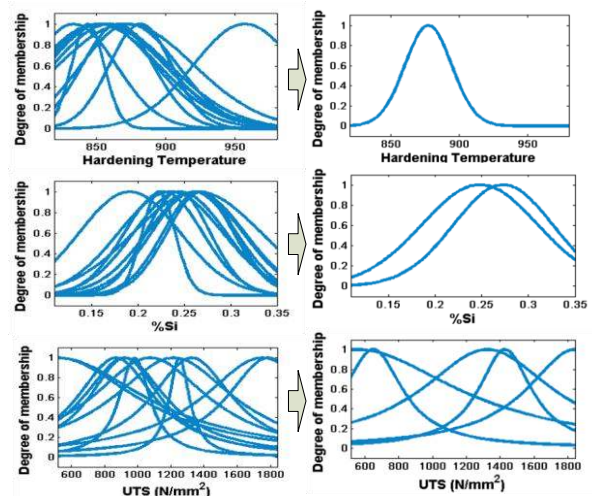 Degree of membership
1
0.8
0.6
0.4
0.2
0
850 900 950
Hardening Temperature
Degree of membership
1
0.8
0.6
0.4
0.2
0
850 900 950
Hardening Temperature
Degree of membership
1
0.8
0.6
0.4
0.2
0
0.15 0.2 0.25 0.3 0.35
%Si
Degree of membership
1
0.8
0.6
0.4
0.2
0
0.15 0.2 0.25 0.3 0.35
%Si
Degree of membership
1
0.8
0.6
0.4
0.2
0
600 800 1000 1200 1400 1600 1800
UTS (N/mm²)
Degree of membership
1
0.8
0.6
0.4
0.2
0
600 800 1000 1200 1400 1600 1800
UTS (N/mm²)